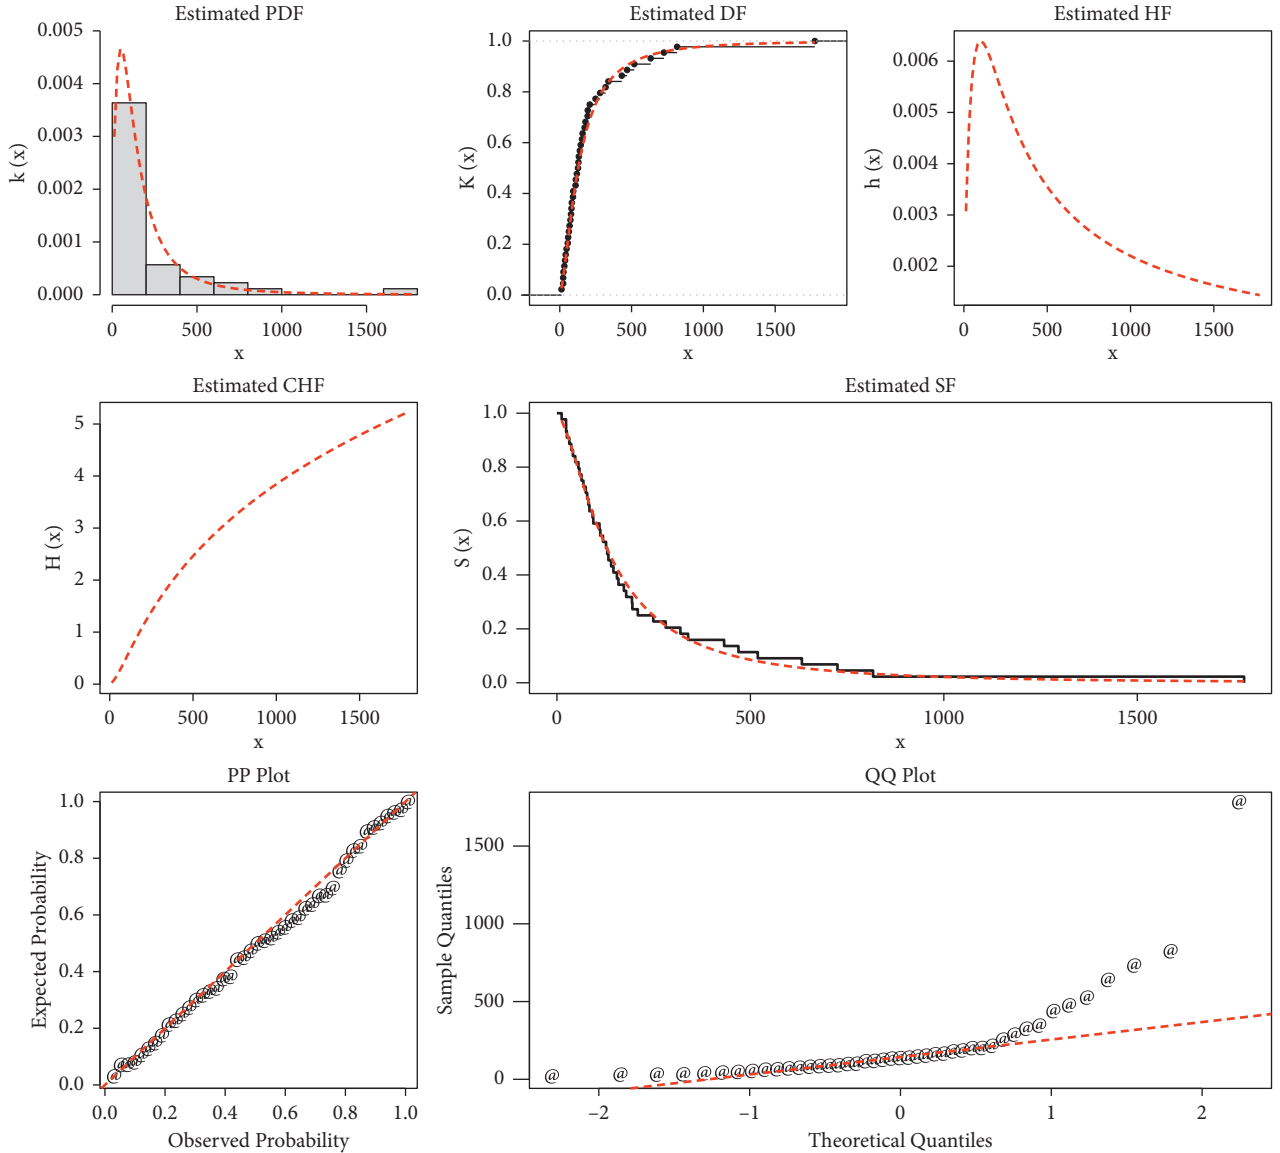 Estimated PDF
0.005
0.004
0.003
0.002
0.001
0.000
k (x)
0 500 1000 1500
x
Estimated DF
1.0
0.8
0.6
0.4
0.2
0.0
K (x)
0 500 1000 1500
x
Estimated HF
0.006
0.005
0.004
0.003
0.002
h (x)
0 500 1000 1500
x
Estimated CHF
5
4
3
2
1
0
H (x)
0 500 1000 1500
x
Estimated SF
1.0
0.8
0.6
0.4
0.2
0.0
S (x)
0 500 1000 1500
x
PP Plot
1.0
0.8
0.6
0.4
0.2
0.0
Expected Probability
0.0 0.2 0.4 0.6 0.8 1.0
Observed Probability
QQ Plot
1500
1000
500
0
Sample Quantiles
−2 −1 0 1 2
Theoretical Quantiles